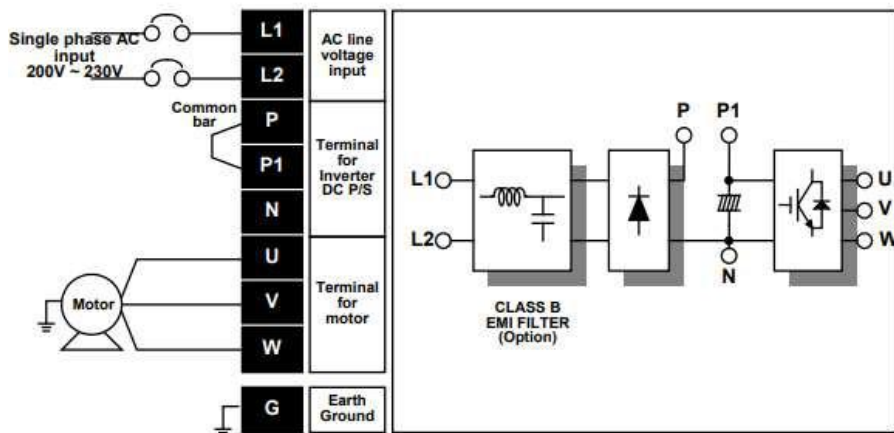 Single phase AC
input
200V ~ 230V
L1
L2
AC line
voltage
input
Common
bar
P
P1
N
Terminal
for
Inverter
DC P/S
Motor
U
V
W
Terminal
for
motor
G
Earth
Ground
L1
L2
CLASS B
EMI FILTER
(Option)
P
P1
N
U
V
W